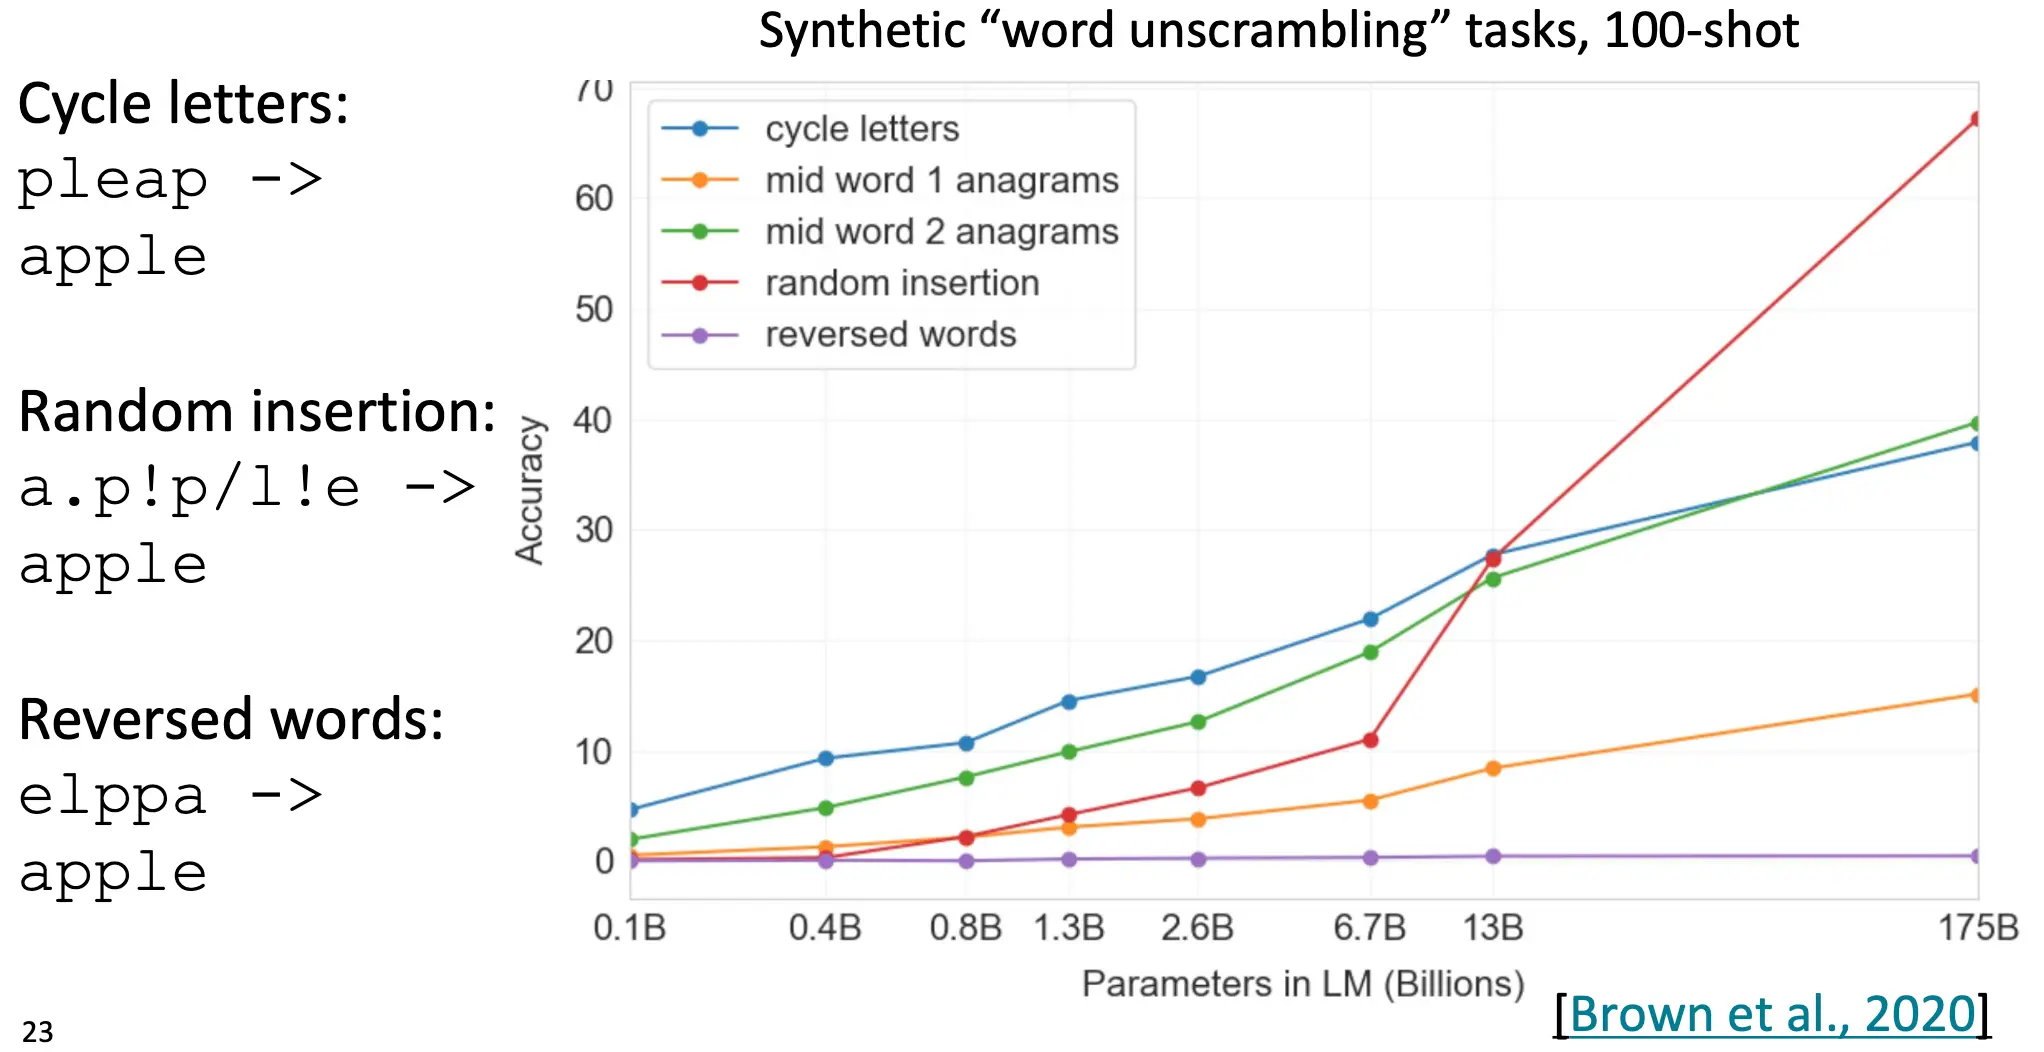 Synthetic “word unscrambling” tasks, 100-shot
Cycle letters:
pleap ->
apple
Random insertion:
a.p!p/l!e ->
apple
Reversed words:
elppa ->
apple
23
cycle letters
mid word 1 anagrams
mid word 2 anagrams
random insertion
reversed words
Accuracy
70
60
50
40
30
20
10
0
0.1B 0.4B 0.8B 1.3B 2.6B 6.7B 13B 175B
Parameters in LM (Billions)
[Brown et al., 2020]